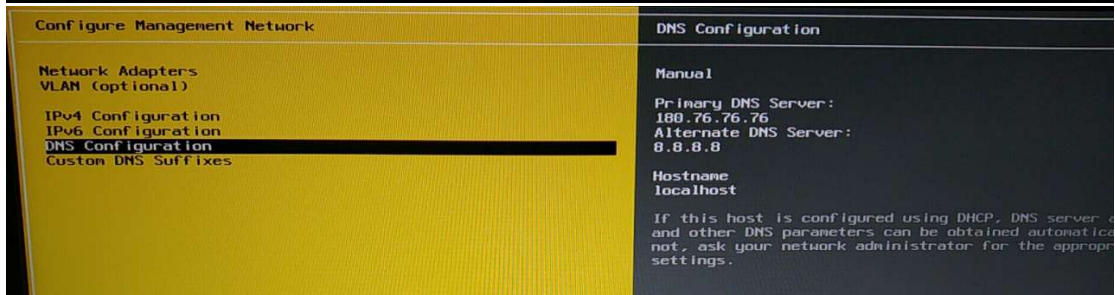 Configure Management Network
Network Adapters
VLAN (optional)
IPv4 Configuration
IPv6 Configuration
DNS Configuration
Custom DNS Suffixes
DNS Configuration
Manual
Primary DNS Server:
180.76.76.76
Alternate DNS Server:
8.8.8.8
Hostname
localhost
If this host is configured using DHCP, DNS server
and other DNS parameters can be obtained
not, ask your network administrator for the
settings.